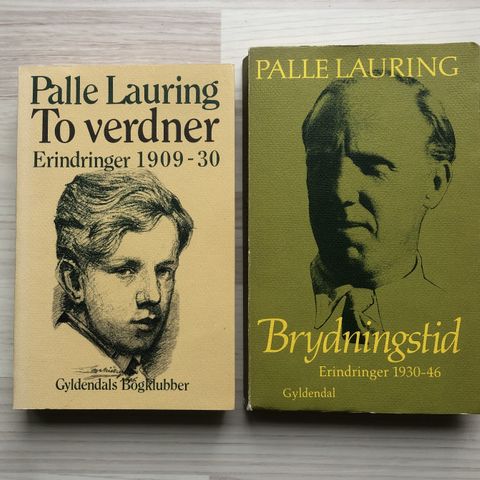 Palle Lauring
To verdner
Erindringer 1909-30
Gyldendals Bogklubber
PALLE LAURING
Brydningstid
Erindringer 1930-46
Gyldendal